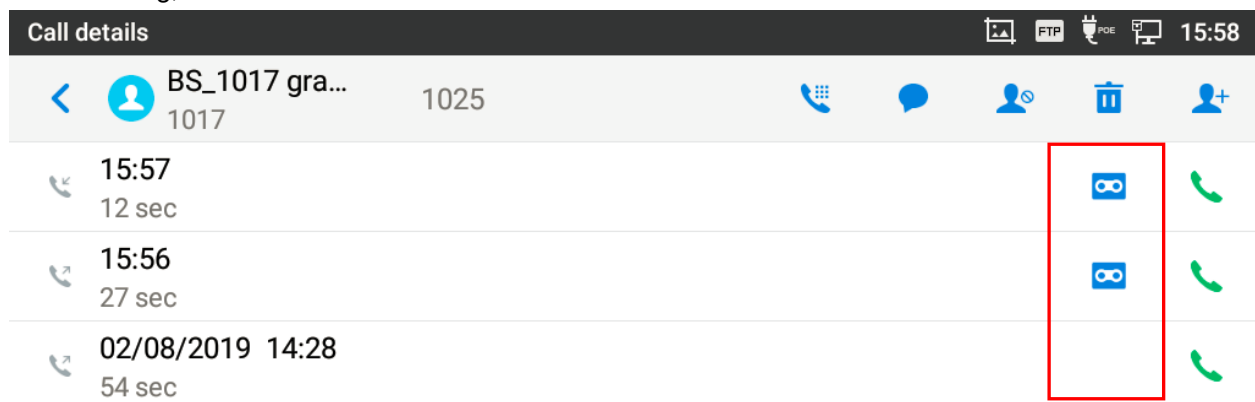 Call details FTP POE 15:58
BS_1017 gra... 1025
1017
15:57
12 sec
15:56
27 sec
02/08/2019 14:28
54 sec